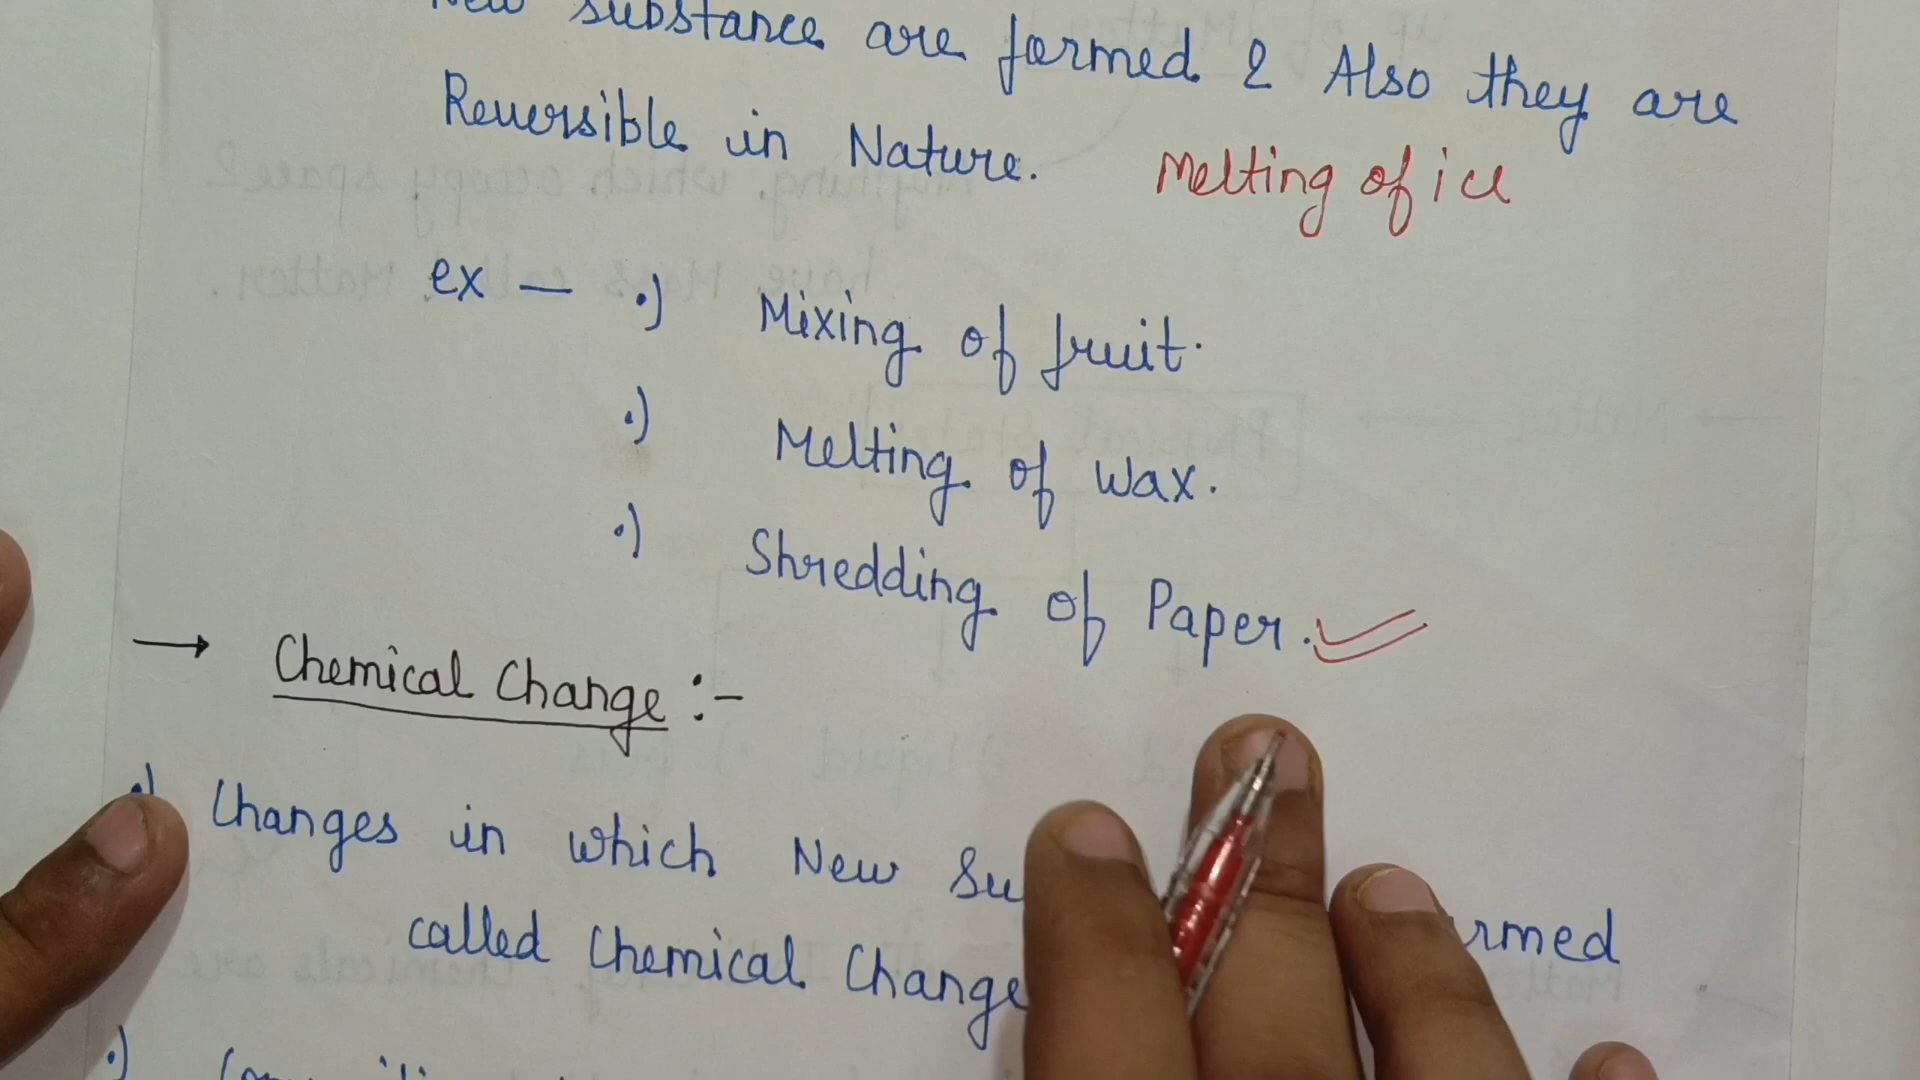 New substance are formed & Also they are
Reversible in Nature.
Melting of ice
ex — •) Mixing of fruit.
•) Melting of wax.
•) Shredding of Paper.
→ Chemical Change :-
•) Changes in which New Su rmed
called Chemical Change
•)